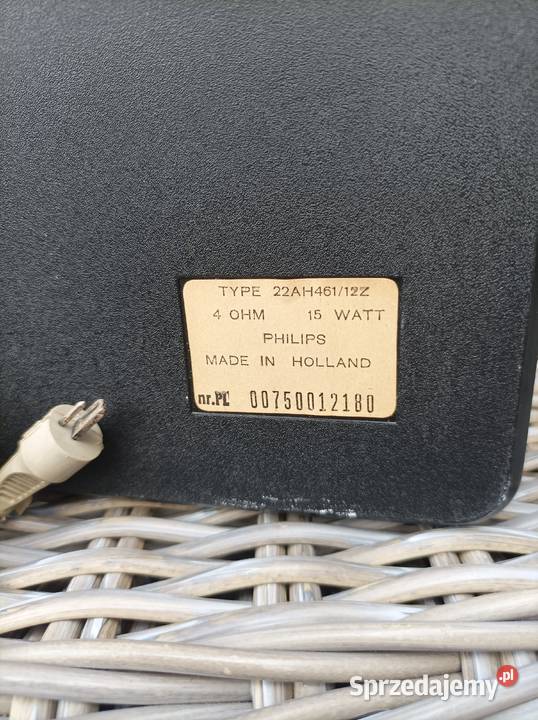 TYPE 22AH461/12Z
4 OHM 15 WATT
PHILIPS
MADE IN HOLLAND
nr.PL 00750012180
Sprzedajemy.pl